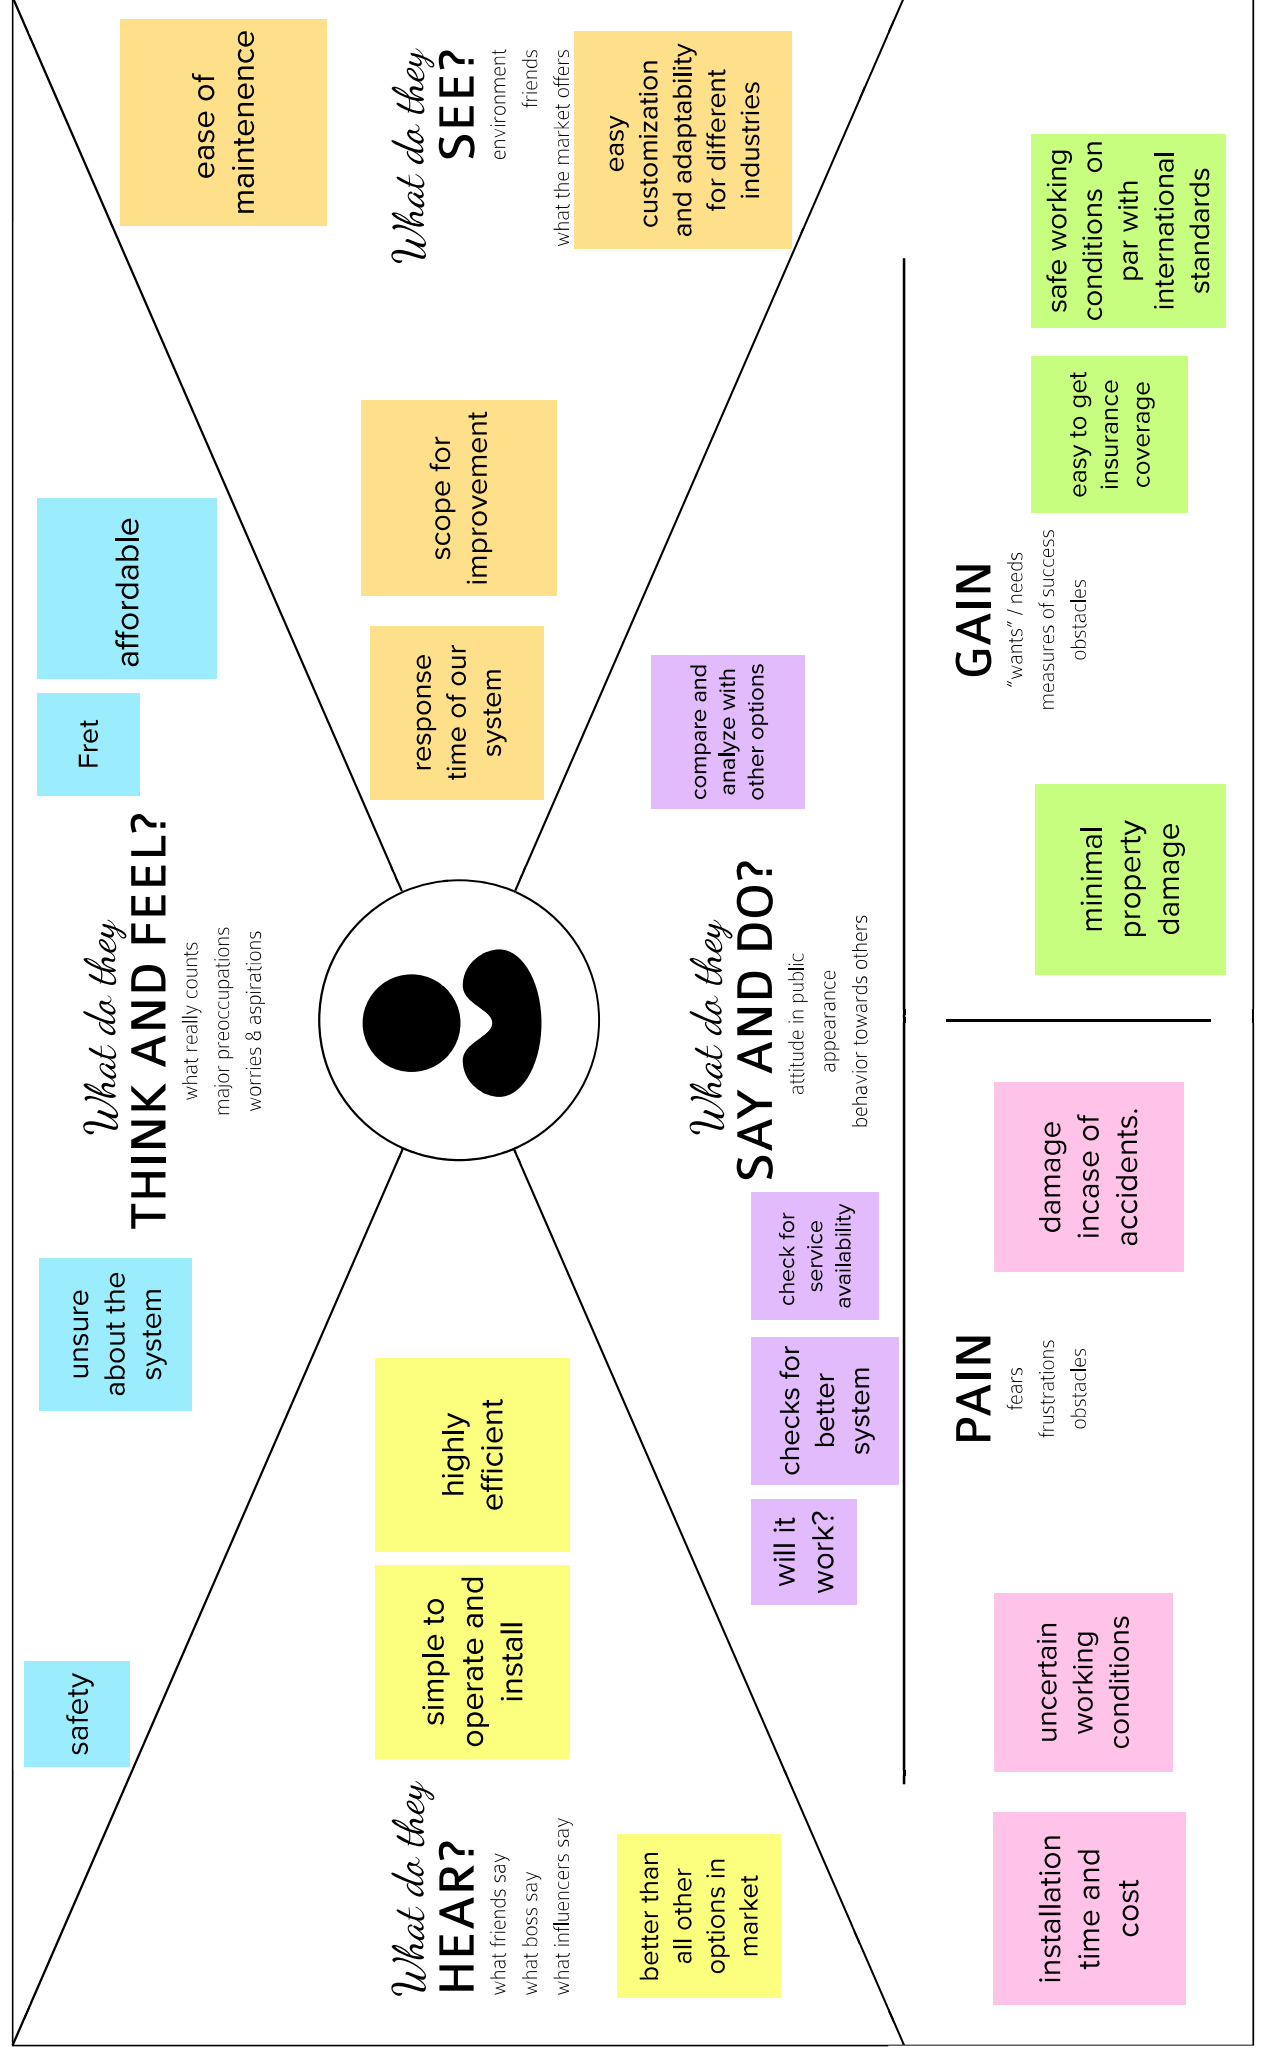 What do they
THINK AND FEEL?
what really counts
major preoccupations
worries & aspirations
safety
unsure
about the
system
Fret
affordable
What do they
HEAR?
what friends say
what boss say
what influencers say
simple to
operate and
install
highly
efficient
better than
all other
options in
market
What do they
SEE?
environment
friends
what the market offers
response
time of our
system
scope for
improvement
ease of
maintenence
easy
customization
and adaptability
for different
industries
What do they
SAY AND DO?
attitude in public
appearance
behavior towards others
will it
work?
checks for
better
system
check for
service
availability
compare and
analyze with
other options
PAIN
fears
frustrations
obstacles
installation
time and
cost
uncertain
working
conditions
damage
incase of
accidents.
GAIN
"wants" / needs
measures of success
obstacles
minimal
property
damage
easy to get
insurance
coverage
safe working
conditions on
par with
international
standards